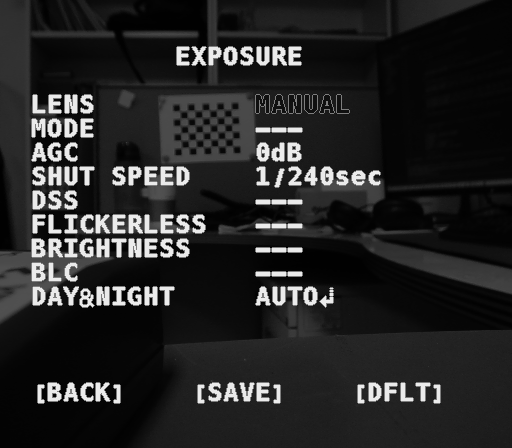 EXPOSURE
LENS MANUAL
MODE ---
AGC 0dB
SHUT SPEED 1/240sec
DSS ---
FLICKERLESS ---
BRIGHTNESS ---
BLC ---
DAY&NIGHT AUTO↲
[BACK] [SAVE] [DFLT]